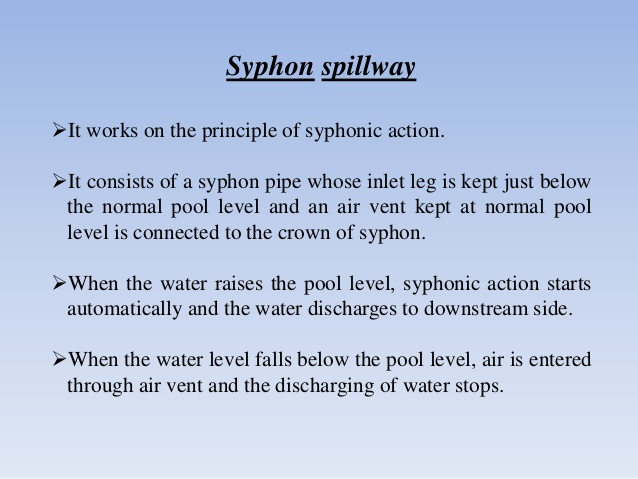 Syphon spillway
➢It works on the principle of syphonic action.
➢It consists of a syphon pipe whose inlet leg is kept just below
the normal pool level and an air vent kept at normal pool
level is connected to the crown of syphon.
➢When the water raises the pool level, syphonic action starts
automatically and the water discharges to downstream side.
➢When the water level falls below the pool level, air is entered
through air vent and the discharging of water stops.